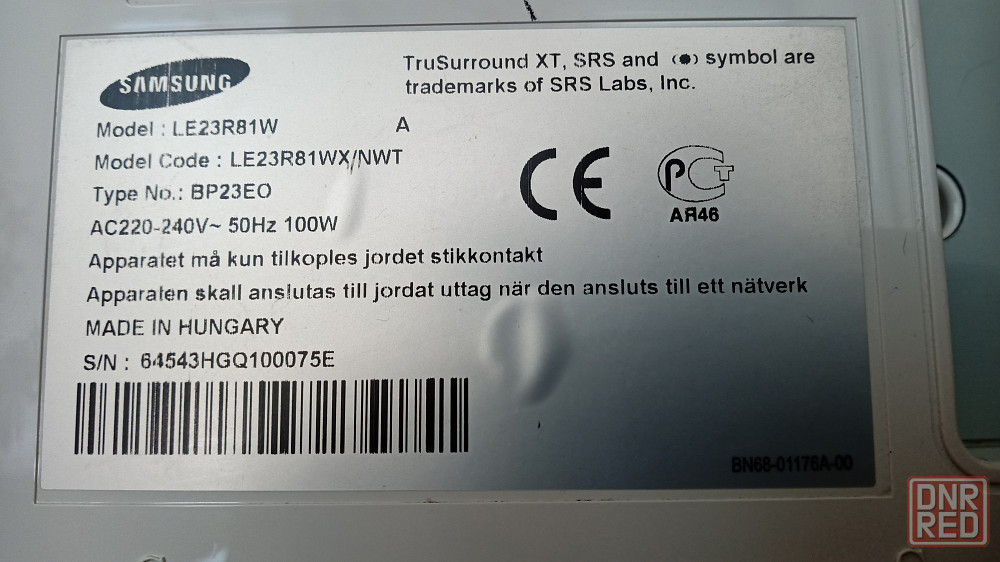 SAMSUNG
TruSurround XT, SRS and (●) symbol are
trademarks of SRS Labs, Inc.
Model : LE23R81W A
Model Code : LE23R81WX/NWT
Type No.: BP23EO
AC220-240V~ 50Hz 100W
CE
РСТ
АЯ46
Apparatet må kun tilkoples jordet stikkontakt
Apparaten skall anslutas till jordat uttag när den ansluts till ett nätverk
MADE IN HUNGARY
S/N : 64543HGQ100075E
BN68-01176A-00
DNR
RED